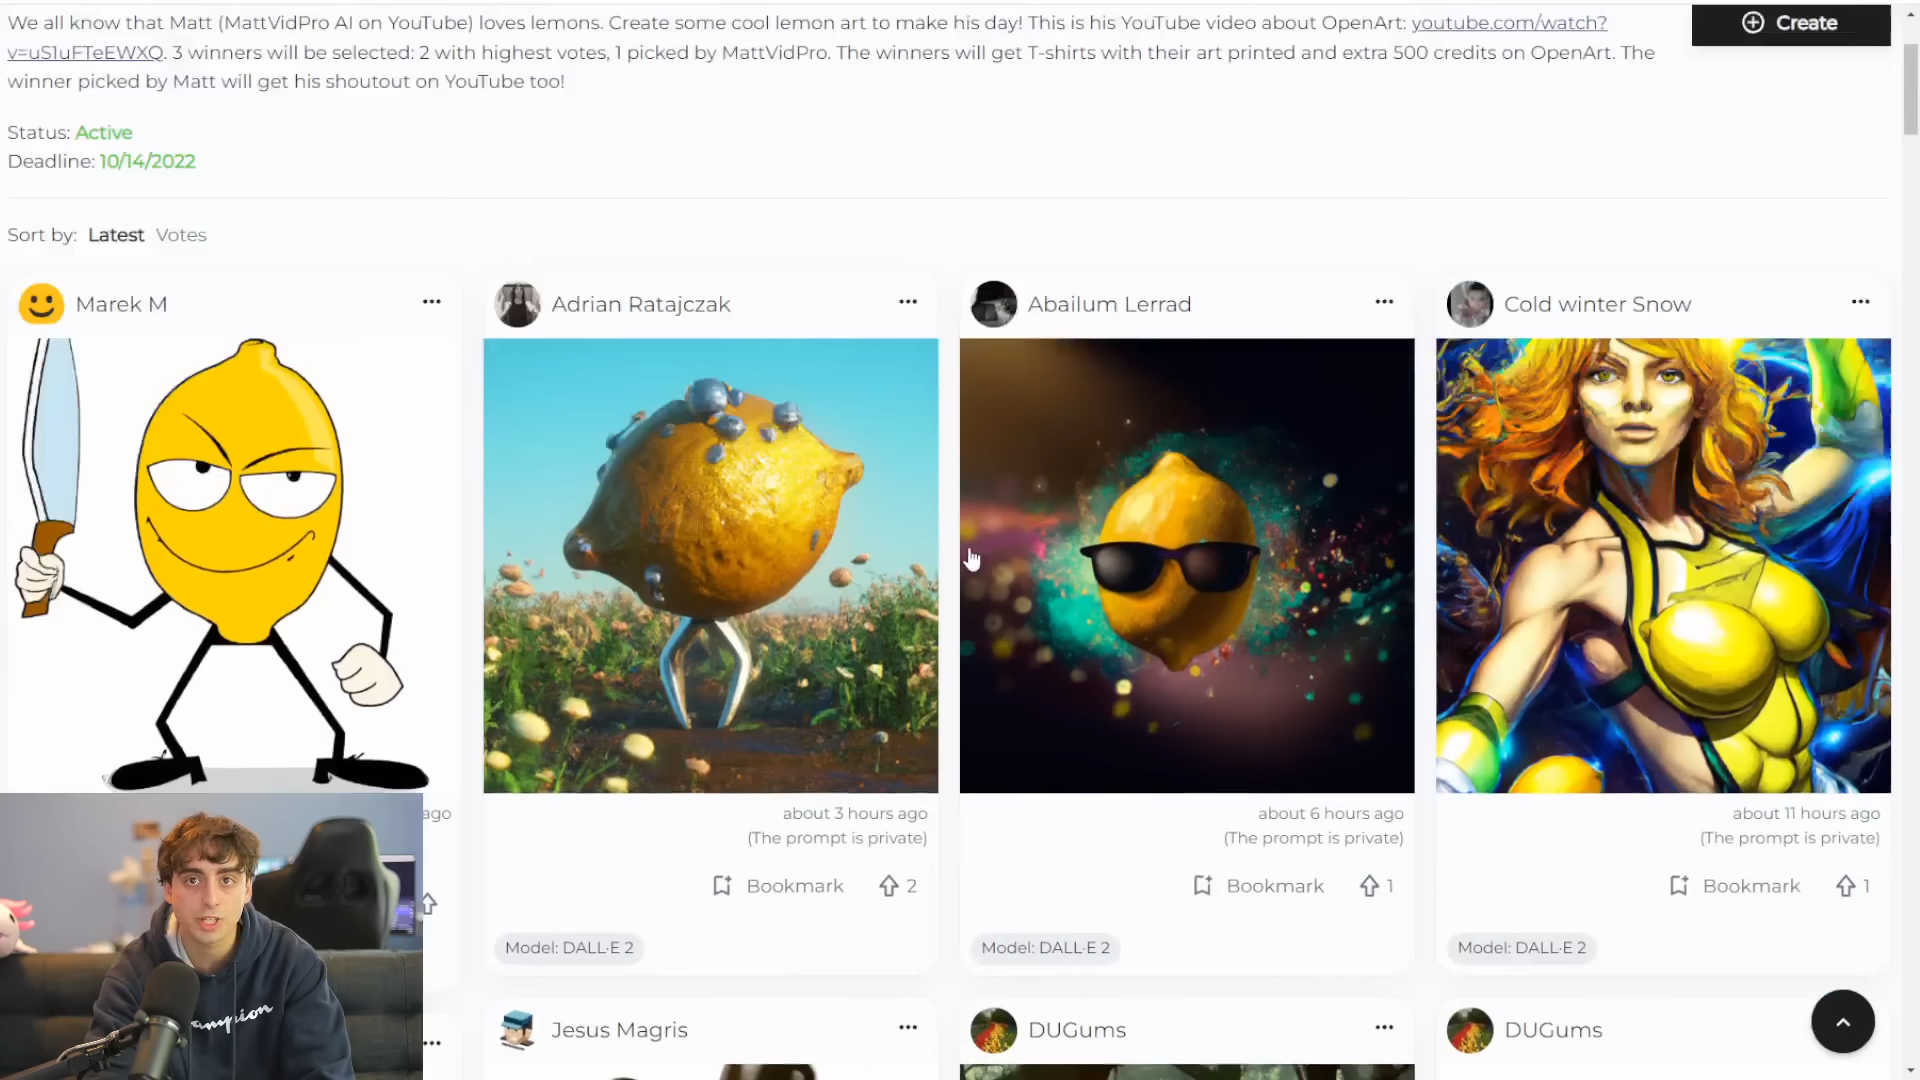 We all know that Matt (MattVidPro AI on YouTube) loves lemons. Create some cool lemon art to make his day! This is his YouTube video about OpenArt: youtube.com/watch?
v=uS1uFTeEWXQ. 3 winners will be selected: 2 with highest votes, 1 picked by MattVidPro. The winners will get T-shirts with their art printed and extra 500 credits on OpenArt. The
winner picked by Matt will get his shoutout on YouTube too!
Create
Status: Active
Deadline: 10/14/2022
Sort by: Latest Votes
Marek M
Adrian Ratajczak
Abailum Lerrad
Cold winter Snow
ago
about 3 hours ago
(The prompt is private)
Bookmark 2
Model: DALL·E 2
about 6 hours ago
(The prompt is private)
Bookmark 1
Model: DALL·E 2
about 11 hours ago
(The prompt is private)
Bookmark 1
Model: DALL·E 2
Jesus Magris
DUGums
DUGums